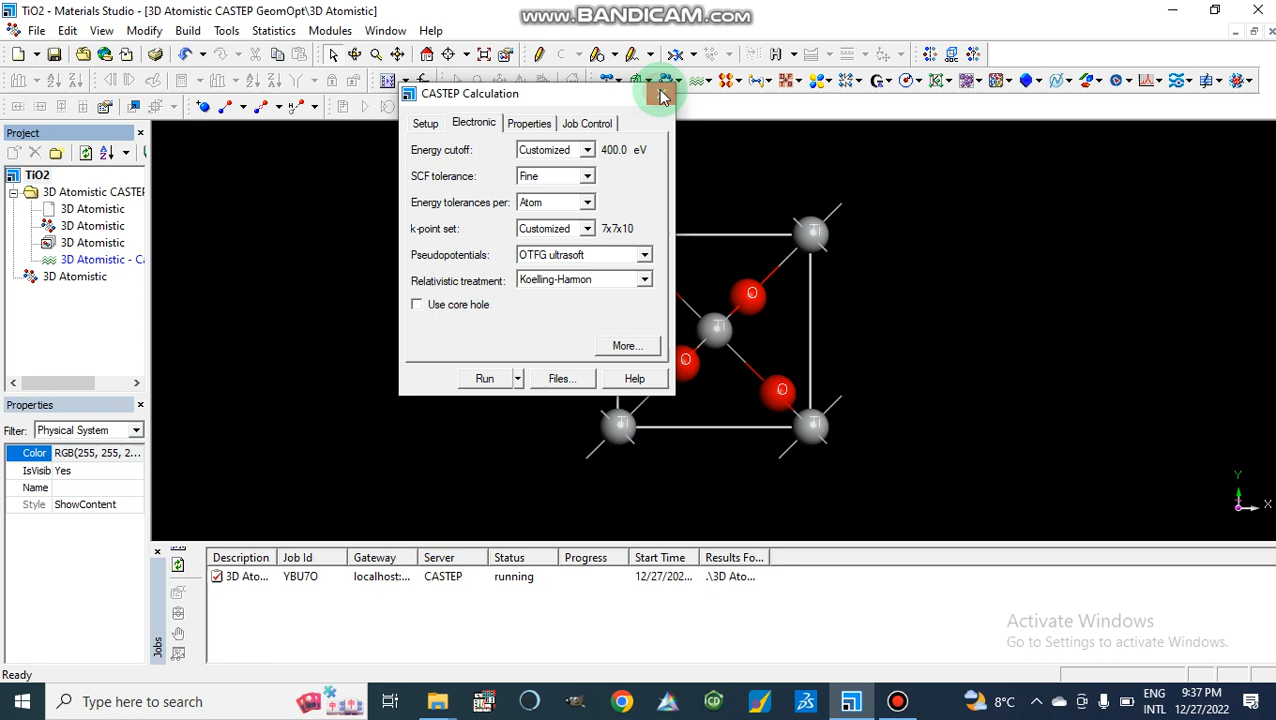 TiO2 - Materials Studio - [3D Atomistic CASTEP GeomOpt\3D Atomistic]
www.BANDICAM.com
File Edit View Modify Build Tools Statistics Modules Window Help
CASTEP Calculation
Setup Electronic Properties Job Control
Energy cutoff: Customized 400.0 eV
SCF tolerance: Fine
Energy tolerances per: Atom
k-point set: Customized 7x7x10
Pseudopotentials: OTFG ultrasoft
Relativistic treatment: Koelling-Harmon
Use core hole
More...
Run Files... Help
Project
TiO2
3D Atomistic CASTEP
3D Atomistic
3D Atomistic
3D Atomistic
3D Atomistic - Ca
3D Atomistic
Properties
Filter: Physical System
Color RGB(255, 255, 2...
IsVisib Yes
Name
Style ShowContent
Ti
O
Ti
O
O
Ti
Ti
Y
X
Description Job Id Gateway Server Status Progress Start Time Results Fo...
3D Ato... YBU7O localhost:... CASTEP running 12/27/202... .\3D Ato...
Jobs
Activate Windows
Go to Settings to activate Windows.
Ready
Type here to search
8°C
ENG
INTL
9:37 PM
12/27/2022